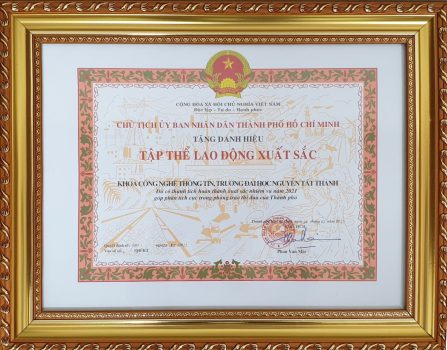 CỘNG HÒA XÃ HỘI CHỦ NGHĨA VIỆT NAM
Độc lập - Tự do - Hạnh phúc
CHỦ TỊCH ỦY BAN NHÂN DÂN THÀNH PHỐ HỒ CHÍ MINH
TẶNG DANH HIỆU
TẬP THỂ LAO ĐỘNG XUẤT SẮC
KHOA CÔNG NGHỆ THÔNG TIN, TRƯỜNG ĐẠI HỌC NGUYỄN TẤT THÀNH
Đã có thành tích hoàn thành xuất sắc nhiệm vụ năm 2021
góp phần tích cực trong phong trào thi đua của Thành phố
Phan Văn Mãi